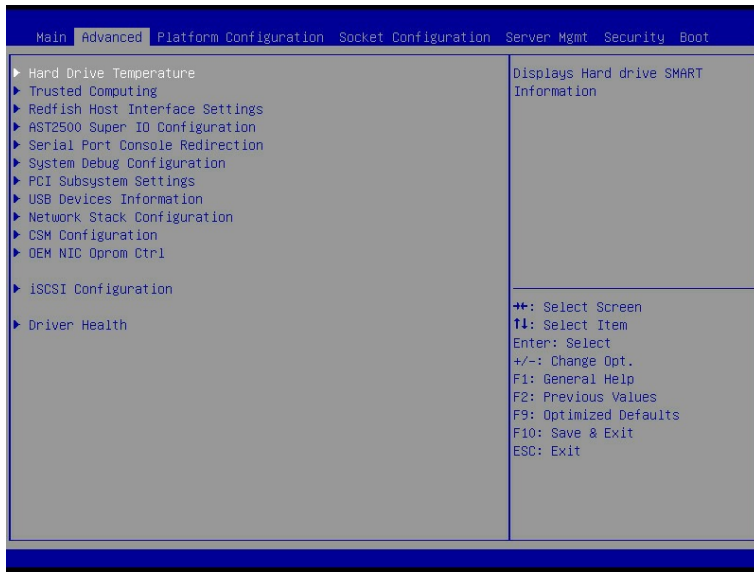 Main Advanced Platform Configuration Socket Configuration Server Mgmt Security Boot
Hard Drive Temperature
Trusted Computing
Redfish Host Interface Settings
AST2500 Super IO Configuration
Serial Port Console Redirection
System Debug Configuration
PCI Subsystem Settings
USB Devices Information
Network Stack Configuration
CSM Configuration
OEM NIC Oprom Ctrl
iSCSI Configuration
Driver Health
Displays Hard drive SMART
Information
→←: Select Screen
↑↓: Select Item
Enter: Select
+/-: Change Opt.
F1: General Help
F2: Previous Values
F9: Optimized Defaults
F10: Save & Exit
ESC: Exit